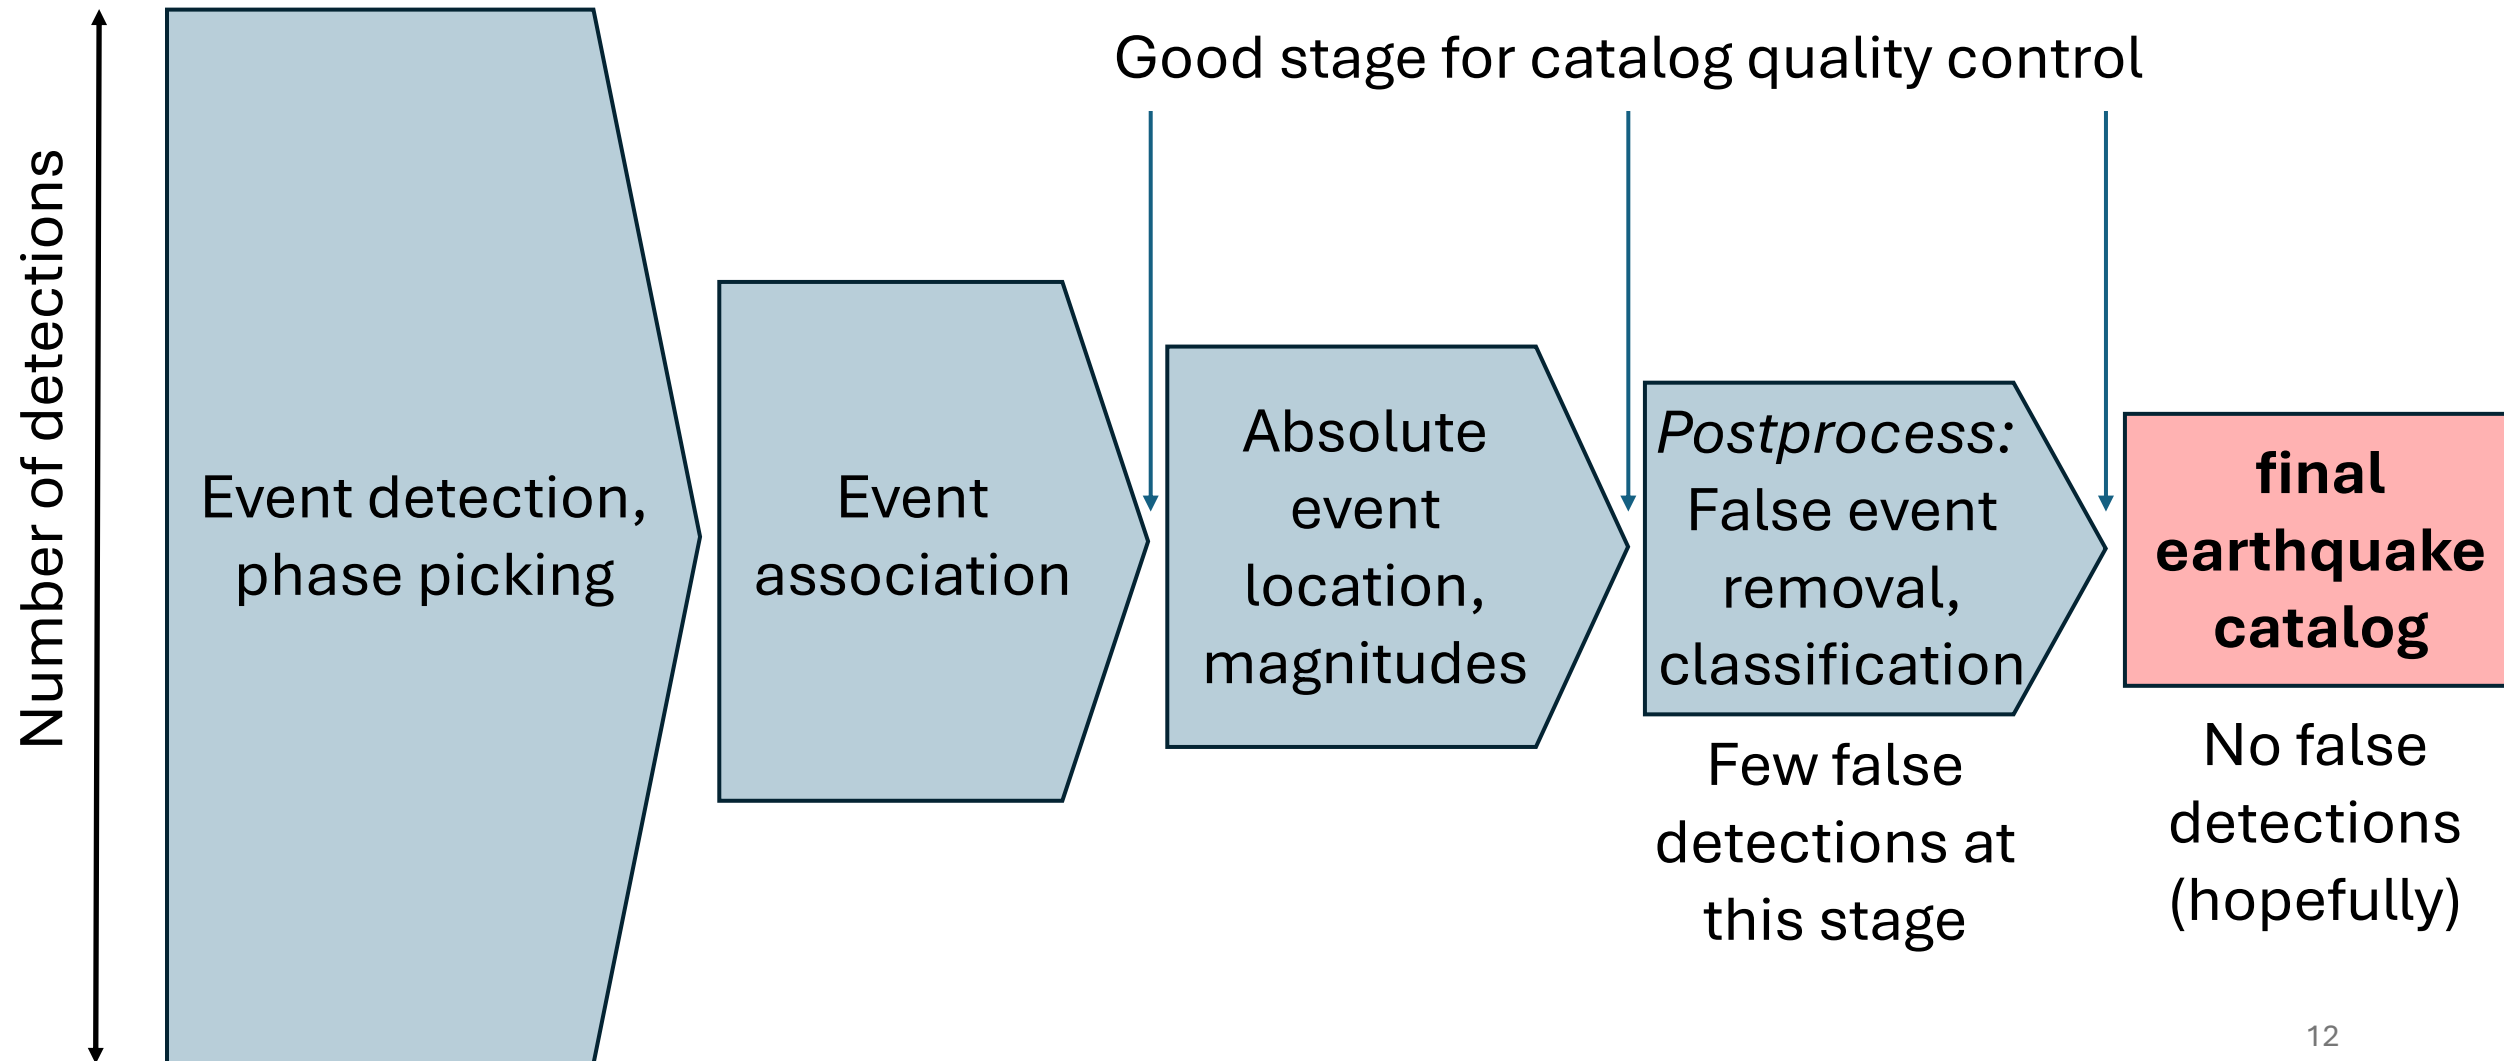 Number of detections
Good stage for catalog quality control
Event detection,
phase picking
Event
association
Absolute
event
location,
magnitudes
Postprocess:
False event
removal,
classification
Few false
detections at
this stage
final
earthquake
catalog
No false
detections
(hopefully)
12